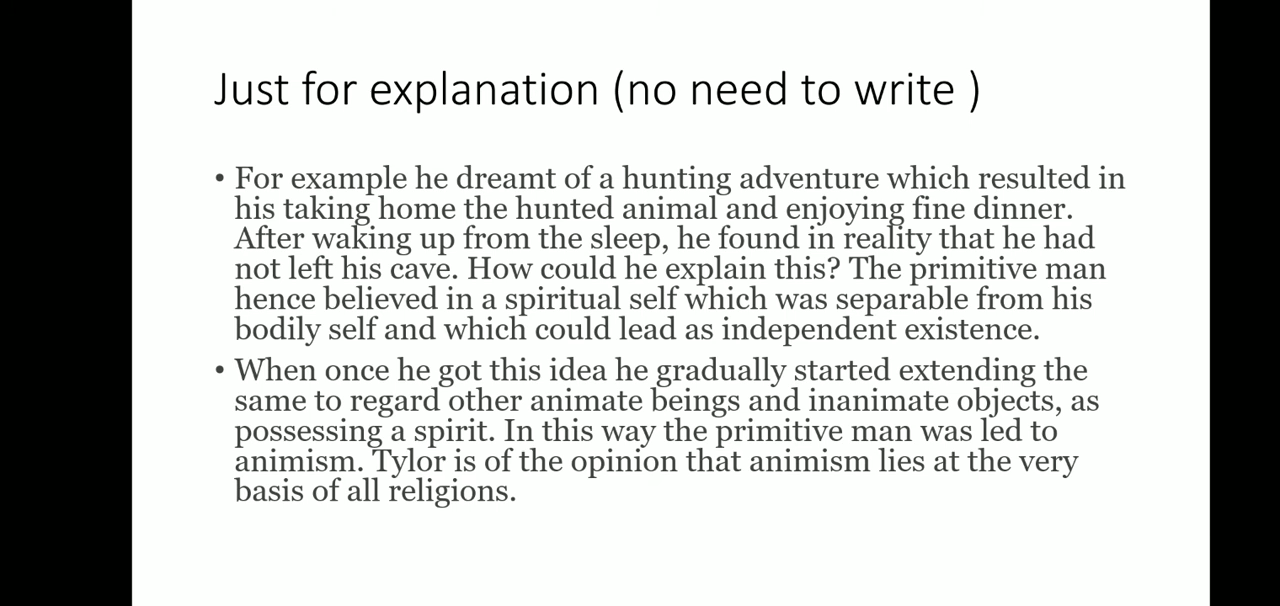 Just for explanation (no need to write )
• For example he dreamt of a hunting adventure which resulted in
his taking home the hunted animal and enjoying fine dinner.
After waking up from the sleep, he found in reality that he had
not left his cave. How could he explain this? The primitive man
hence believed in a spiritual self which was separable from his
bodily self and which could lead as independent existence.
• When once he got this idea he gradually started extending the
same to regard other animate beings and inanimate objects, as
possessing a spirit. In this way the primitive man was led to
animism. Tylor is of the opinion that animism lies at the very
basis of all religions.